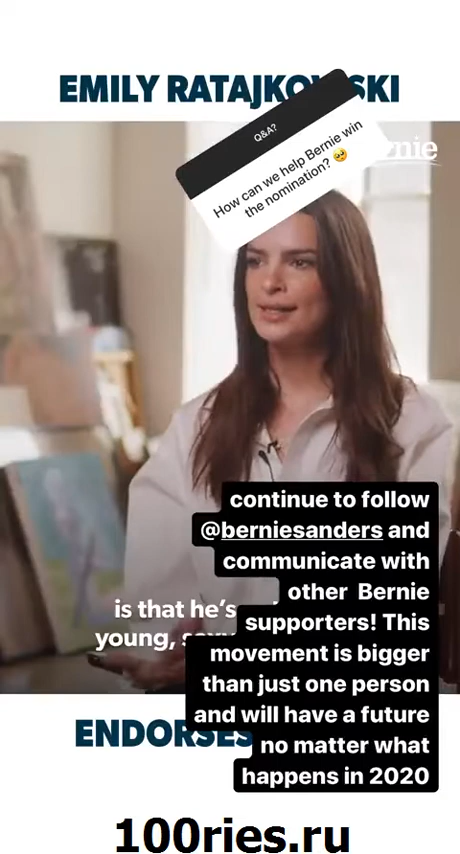 EMILY RATAJKOWSKI
Q&A?
How can we help Bernie win
the nomination? 🥺
continue to follow
@berniesanders and
communicate with
other Bernie
supporters! This
movement is bigger
than just one person
and will have a future
no matter what
happens in 2020
is that he's
young,
ENDORSES
100ries.ru